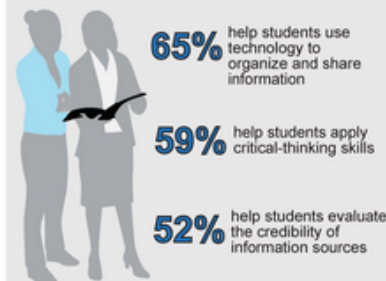 65% help students use
technology to
organize and share
information
59% help students apply
critical-thinking skills
52% help students evaluate
the credibility of
information sources